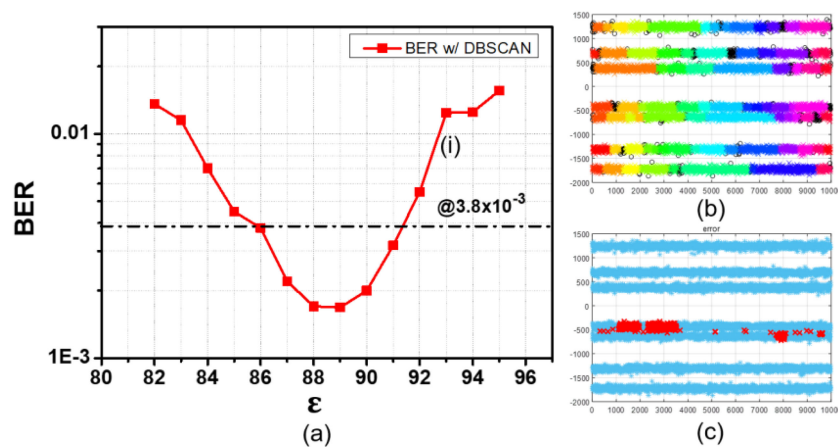 BER w/ DBSCAN
0.01
1E-3
BER
(i)
@3.8x10⁻³
80 82 84 86 88 90 92 94 96
ε
(a)
1500
1000
500
0
-500
-1000
-1500
-2000
0 1000 2000 3000 4000 5000 6000 7000 8000 9000 10000
(b)
error
1500
1000
500
0
-500
-1000
-1500
-2000
0 1000 2000 3000 4000 5000 6000 7000 8000 9000 10000
(c)